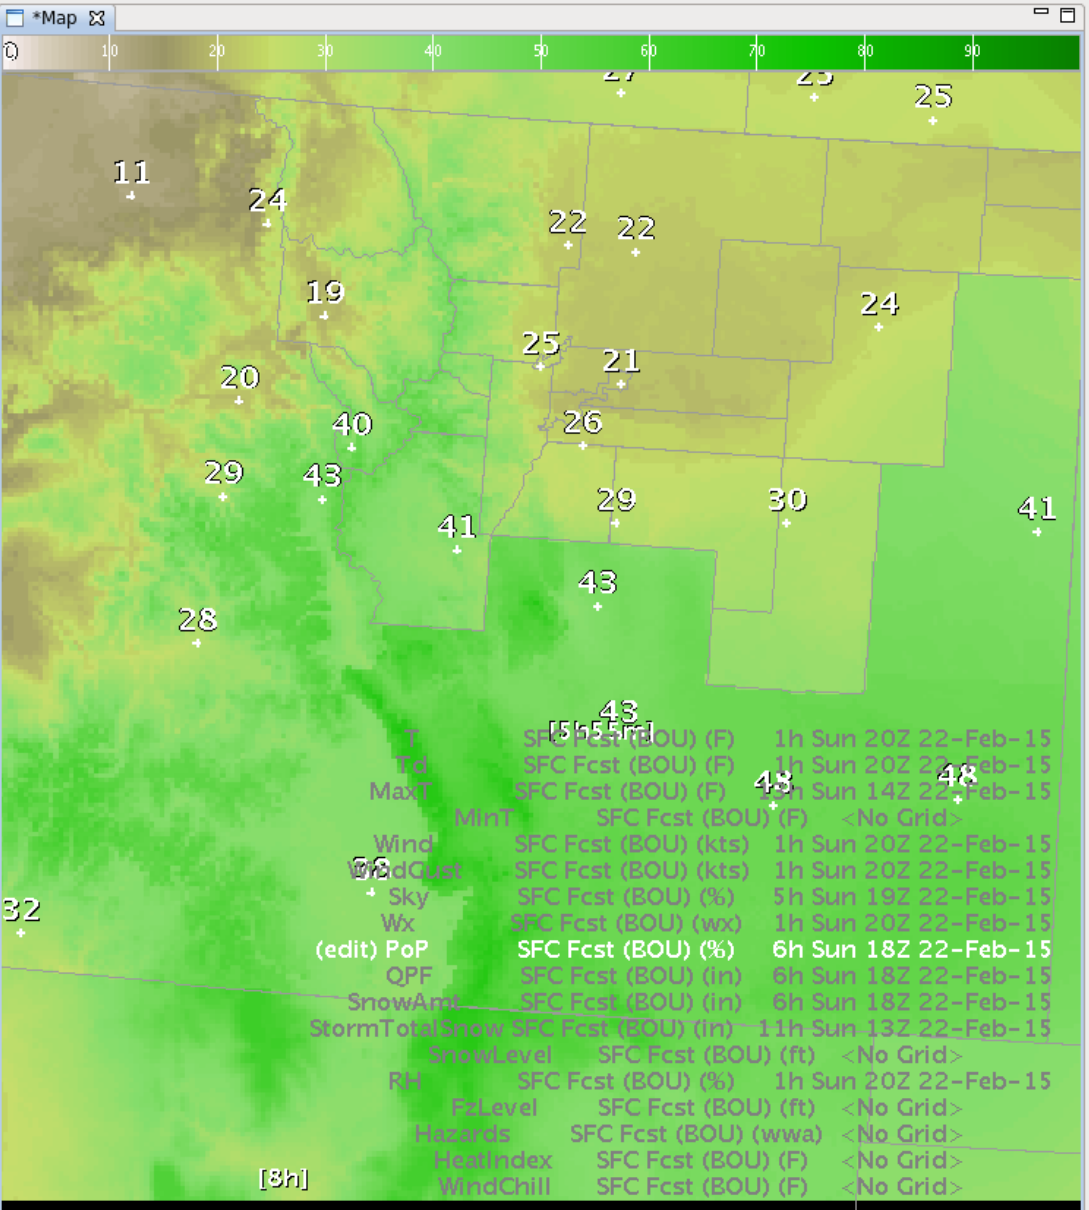 *Map
0 10 20 30 40 50 60 70 80 90
27 25
25
11
24
22 22
19
24
25
21
20
26
40
29 43
29 30
41
41
43
28
43
[5h55m]
T SFC Fcst (BOU) (F) 1h Sun 20Z 22-Feb-15
Td SFC Fcst (BOU) (F) 1h Sun 20Z 22-Feb-15
48
MaxT SFC Fcst (BOU) (F) 13h Sun 14Z 22-Feb-15
MinT SFC Fcst (BOU) (F) <No Grid>
Wind SFC Fcst (BOU) (kts) 1h Sun 20Z 22-Feb-15
WindGust SFC Fcst (BOU) (kts) 1h Sun 20Z 22-Feb-15
Sky SFC Fcst (BOU) (%) 5h Sun 19Z 22-Feb-15
32
Wx SFC Fcst (BOU) (wx) 1h Sun 20Z 22-Feb-15
(edit) PoP SFC Fcst (BOU) (%) 6h Sun 18Z 22-Feb-15
QPF SFC Fcst (BOU) (in) 6h Sun 18Z 22-Feb-15
SnowAmt SFC Fcst (BOU) (in) 6h Sun 18Z 22-Feb-15
StormTotalSnow SFC Fcst (BOU) (in) 11h Sun 13Z 22-Feb-15
SnowLevel SFC Fcst (BOU) (ft) <No Grid>
RH SFC Fcst (BOU) (%) 1h Sun 20Z 22-Feb-15
FzLevel SFC Fcst (BOU) (ft) <No Grid>
Hazards SFC Fcst (BOU) (wwa) <No Grid>
HeatIndex SFC Fcst (BOU) (F) <No Grid>
[8h]
WindChill SFC Fcst (BOU) (F) <No Grid>